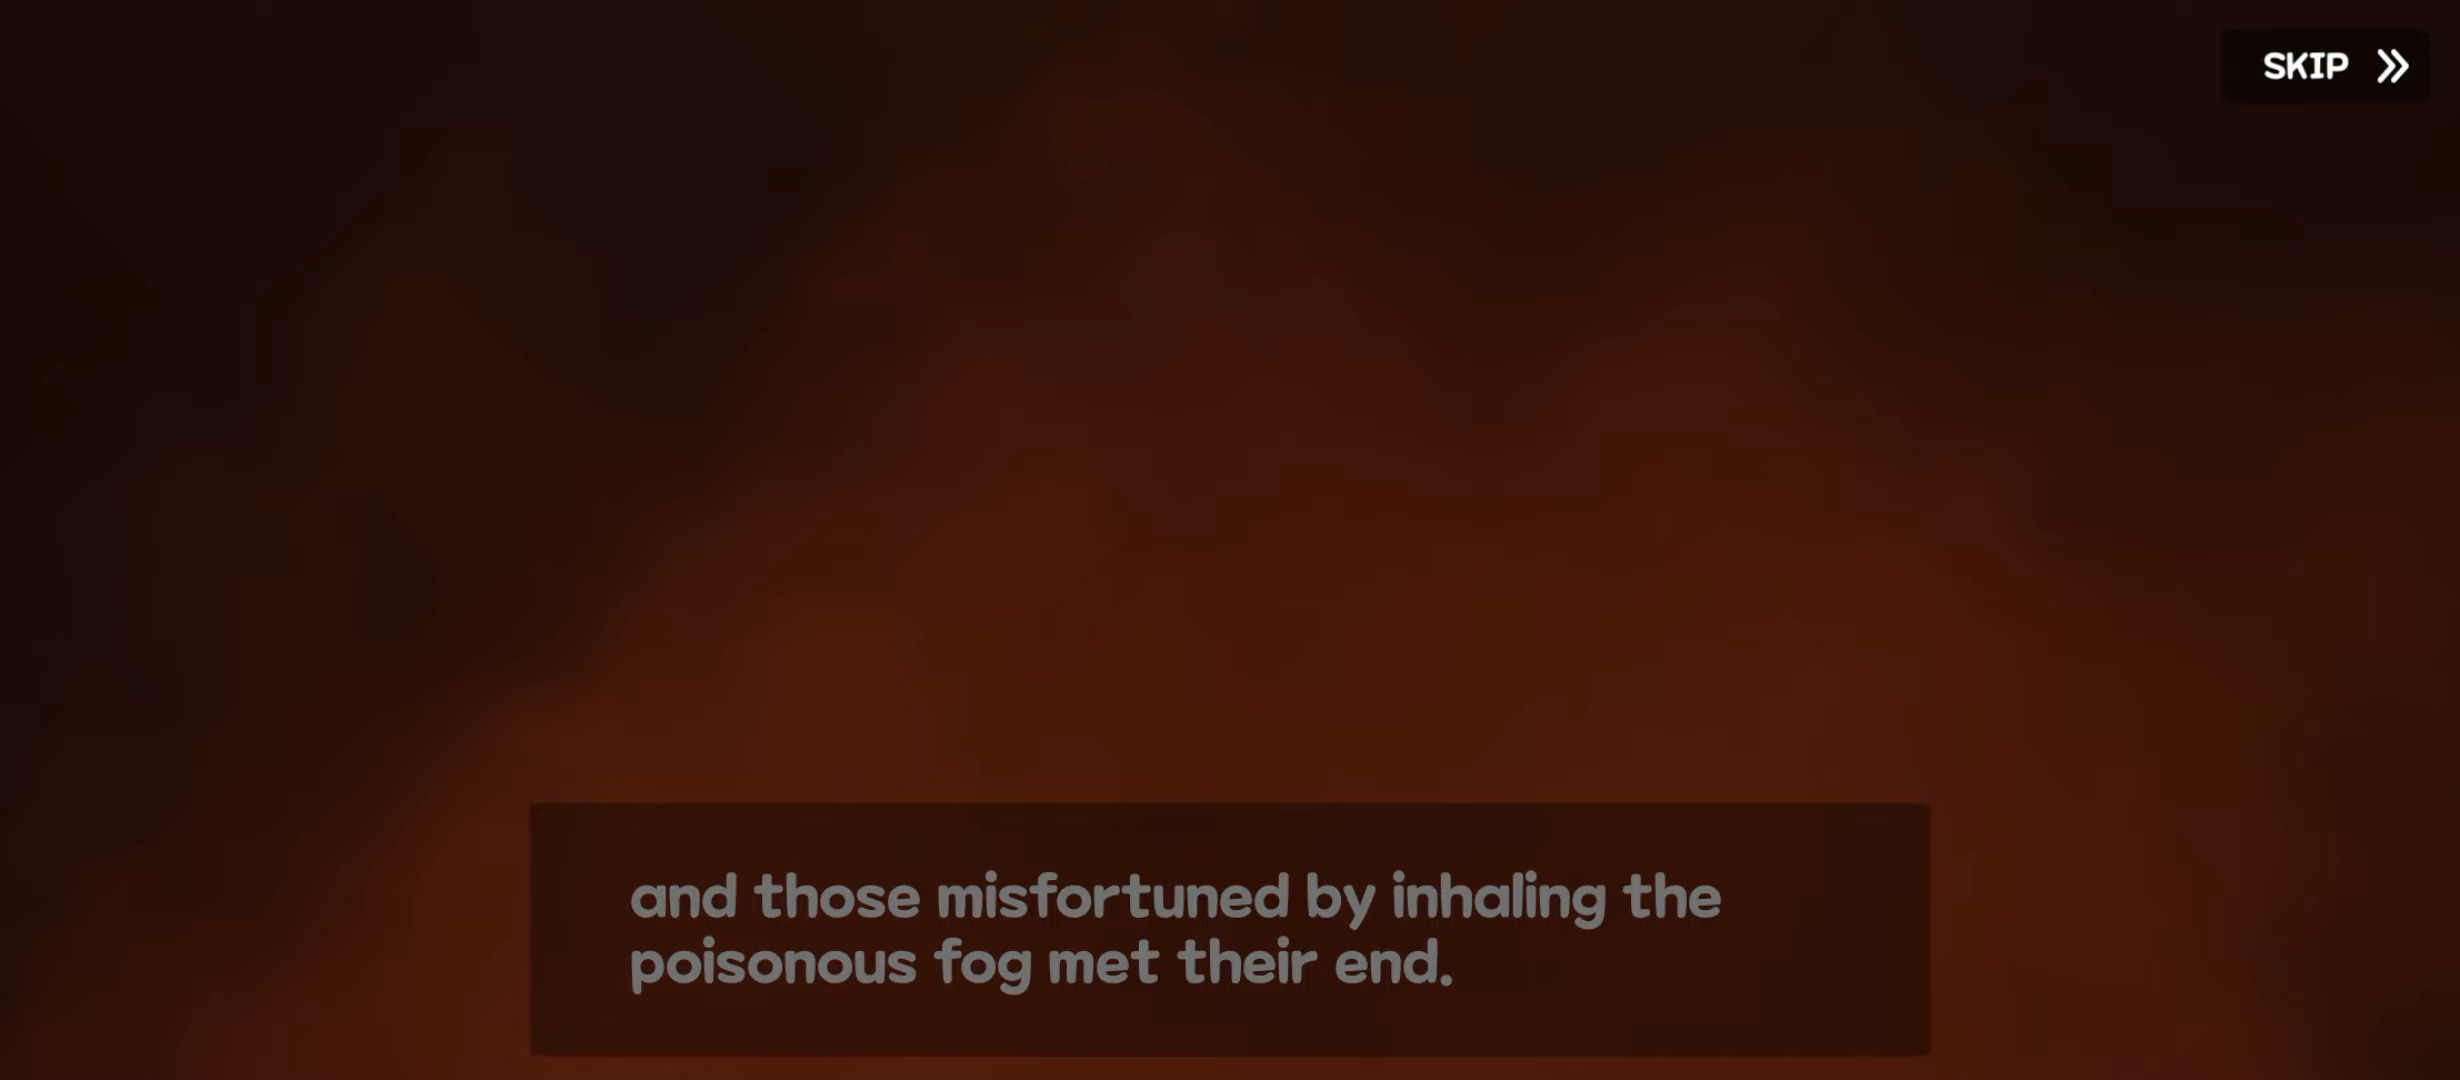 SKIP
and those misfortuned by inhaling the
poisonous fog met their end.